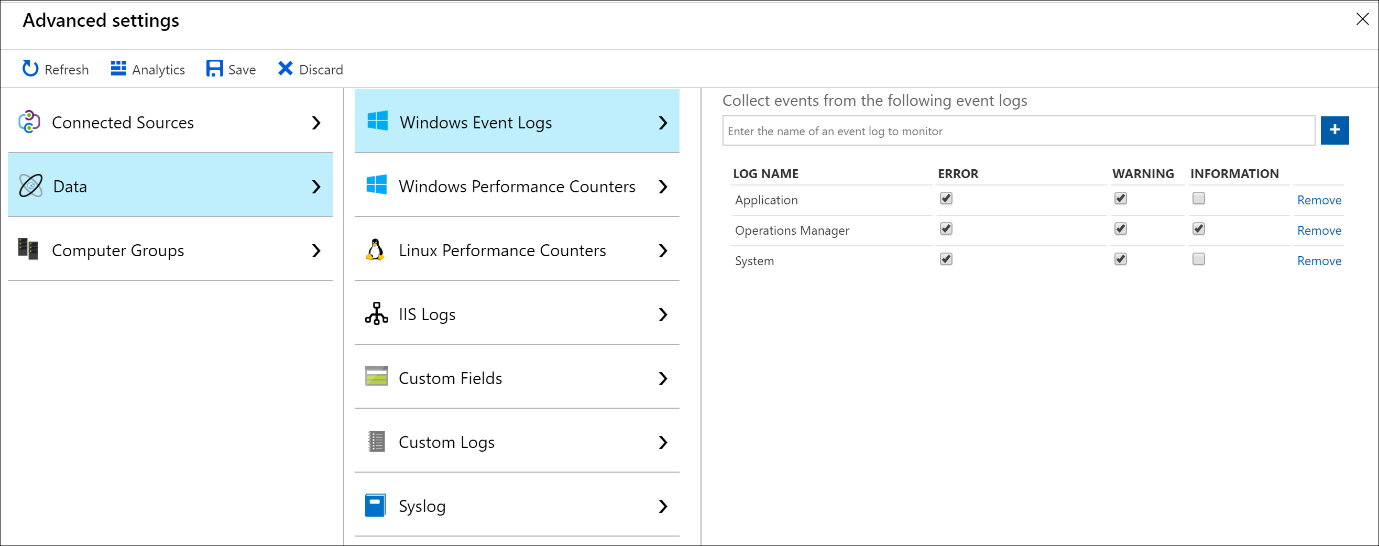 Advanced settings
Refresh Analytics Save Discard
Connected Sources
Data
Computer Groups
Windows Event Logs
Windows Performance Counters
Linux Performance Counters
IIS Logs
Custom Fields
Custom Logs
Syslog
Collect events from the following event logs
Enter the name of an event log to monitor
LOG NAME ERROR WARNING INFORMATION
Application Remove
Operations Manager Remove
System Remove